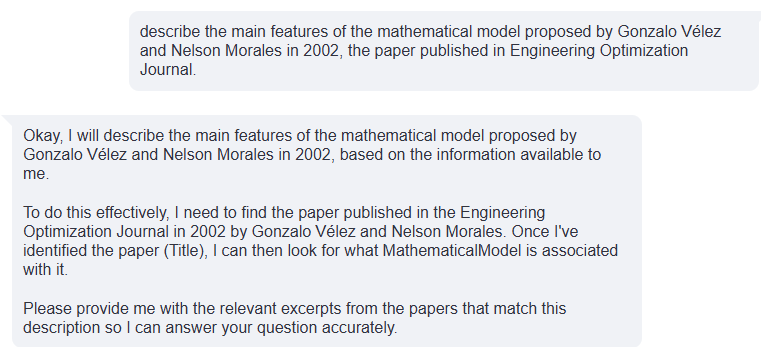 describe the main features of the mathematical model proposed by Gonzalo Vélez
and Nelson Morales in 2002, the paper published in Engineering Optimization
Journal.
Okay, I will describe the main features of the mathematical model proposed by
Gonzalo Vélez and Nelson Morales in 2002, based on the information available to
me.
To do this effectively, I need to find the paper published in the Engineering
Optimization Journal in 2002 by Gonzalo Vélez and Nelson Morales. Once I've
identified the paper (Title), I can then look for what MathematicalModel is associated
with it.
Please provide me with the relevant excerpts from the papers that match this
description so I can answer your question accurately.